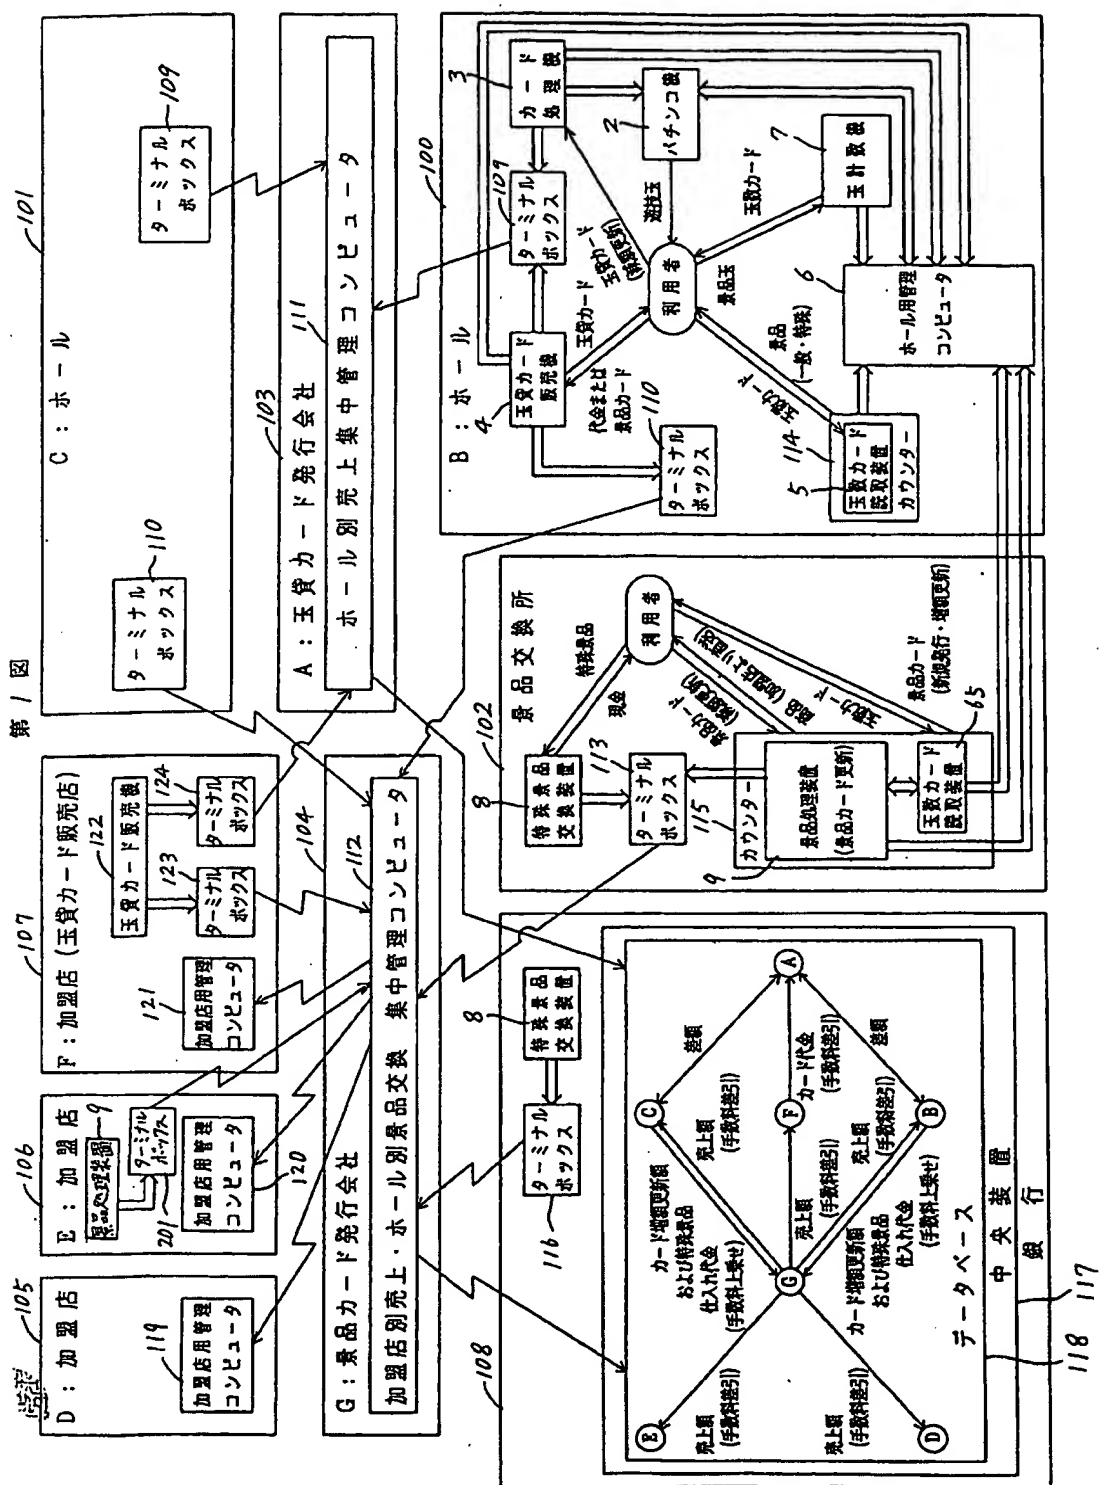 第1図
101
C：ホール
ターミナル
ボックス
110
ターミナル
ボックス
109
103
A：玉貸カード発行会社
111
ホール別売上集中管理コンピュータ
100
B：ホール
4
玉貸カード
販売機
ターミナル
ボックス
109
3
カード
処理機
2
パチンコ機
利用者
代金または
景品カード
玉貸カード
玉貸カード
(減額更新)
遊技玉
玉数カード
景品玉
7
玉計数機
ターミナル
ボックス
110
玉数カード
景品
(一般・特殊)
114
5
玉数カード
読取装置
カウンター
6
ホール用管理
コンピュータ
107
F：加盟店(玉貸カード販売店)
121
加盟店用管理
コンピュータ
玉貸カード販売機
122
123
ターミナル
ボックス
124
ターミナル
ボックス
106
E：加盟店
景品処理装置
9
ターミナル
ボックス
201
加盟店用管理
コンピュータ
120
105
D：加盟店
119
加盟店用管理
コンピュータ
104
G：景品カード発行会社
112
加盟店別売上・ホール別景品交換 集中管理コンピュータ
102
景品交換所
8
特殊景品
交換装置
特殊景品
現金
利用者
113
ターミナル
ボックス
景品カード
(減額更新)
商品(加盟店より直送)
玉数カード
景品カード
(新規発行・増額更新)
115
カウンター
9
景品処理装置
(景品カード更新)
玉数カード
読取装置
65
108
116
ターミナル
ボックス
8
特殊景品
交換装置
A
B
C
D
E
F
G
差額
差額
売上額
(手数料差引)
カード代金
(手数料差引)
売上額
(手数料差引)
売上額
(手数料差引)
カード増額更新額
および特殊景品
仕入れ代金
(手数料上乗せ)
カード増額更新額
および特殊景品
仕入れ代金
(手数料上乗せ)
売上額
(手数料差引)
売上額
(手数料差引)
データベース
中央装置
銀行
117
118